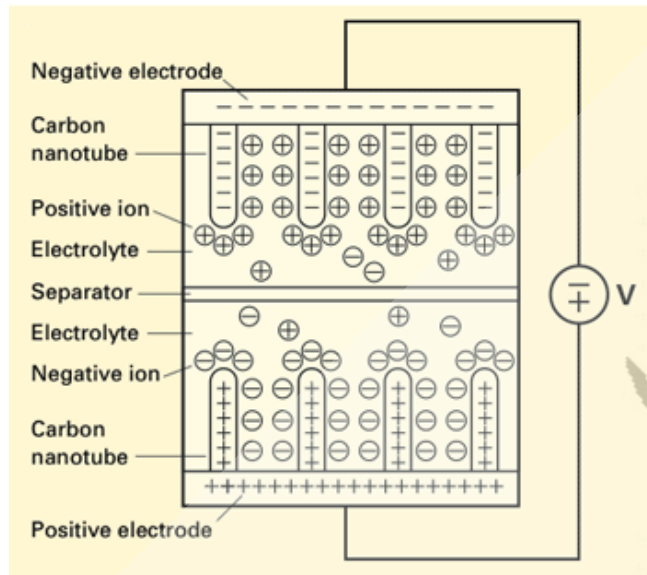 Negative electrode
Carbon
nanotube
Positive ion
Electrolyte
Separator
V
Electrolyte
Negative ion
Carbon
nanotube
Positive electrode